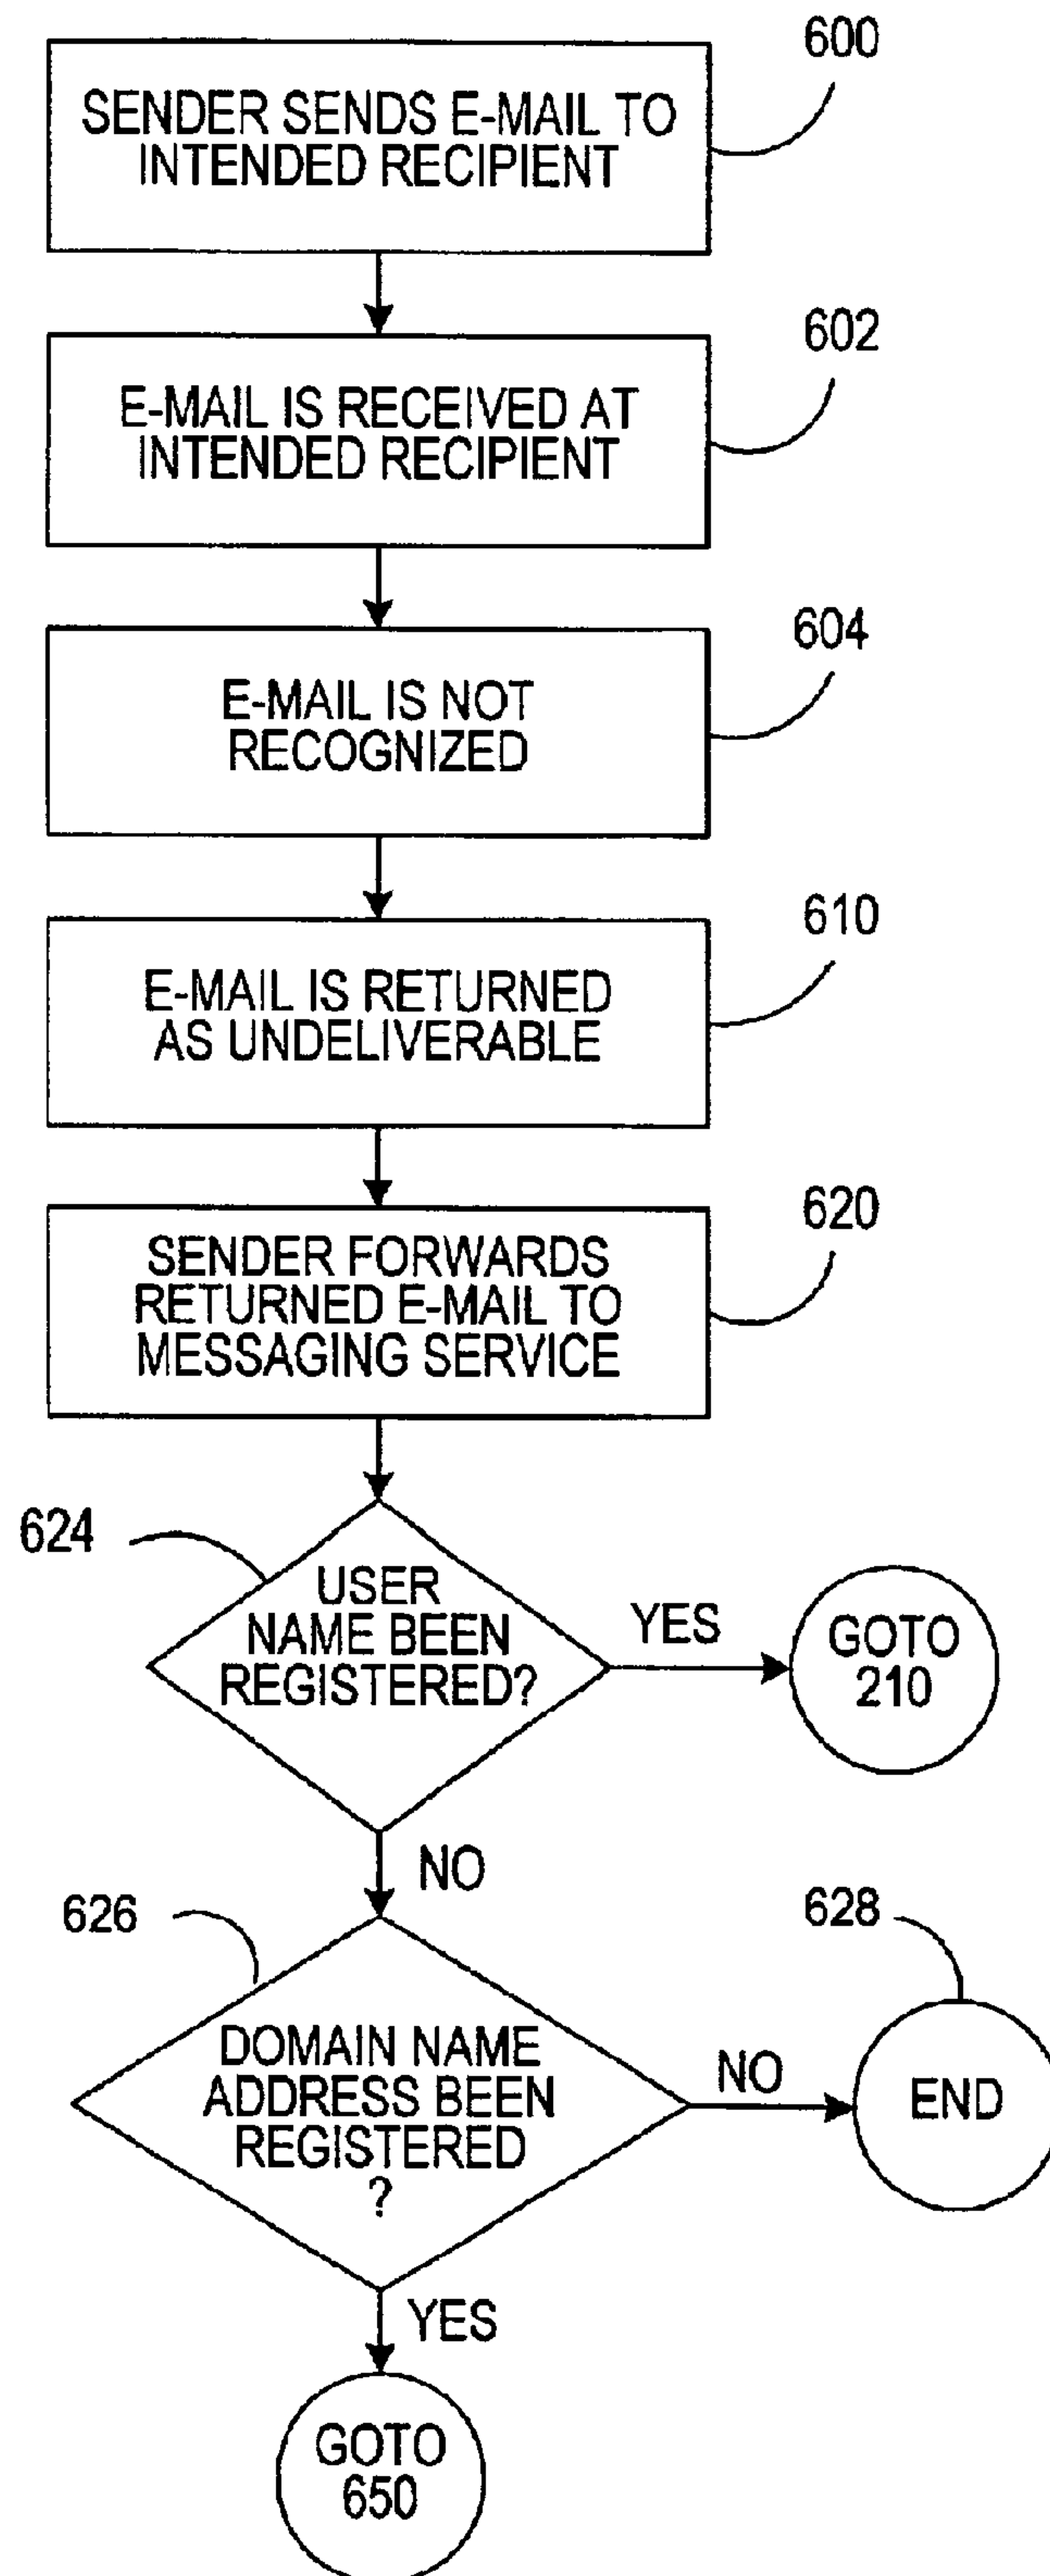 600
SENDER SENDS E-MAIL TO
INTENDED RECIPIENT
602
E-MAIL IS RECEIVED AT
INTENDED RECIPIENT
604
E-MAIL IS NOT
RECOGNIZED
610
E-MAIL IS RETURNED
AS UNDELIVERABLE
620
SENDER FORWARDS
RETURNED E-MAIL TO
MESSAGING SERVICE
624
USER
NAME BEEN
REGISTERED?
YES
GOTO
210
NO
626
628
DOMAIN NAME
ADDRESS BEEN
REGISTERED
?
NO
END
YES
GOTO
650